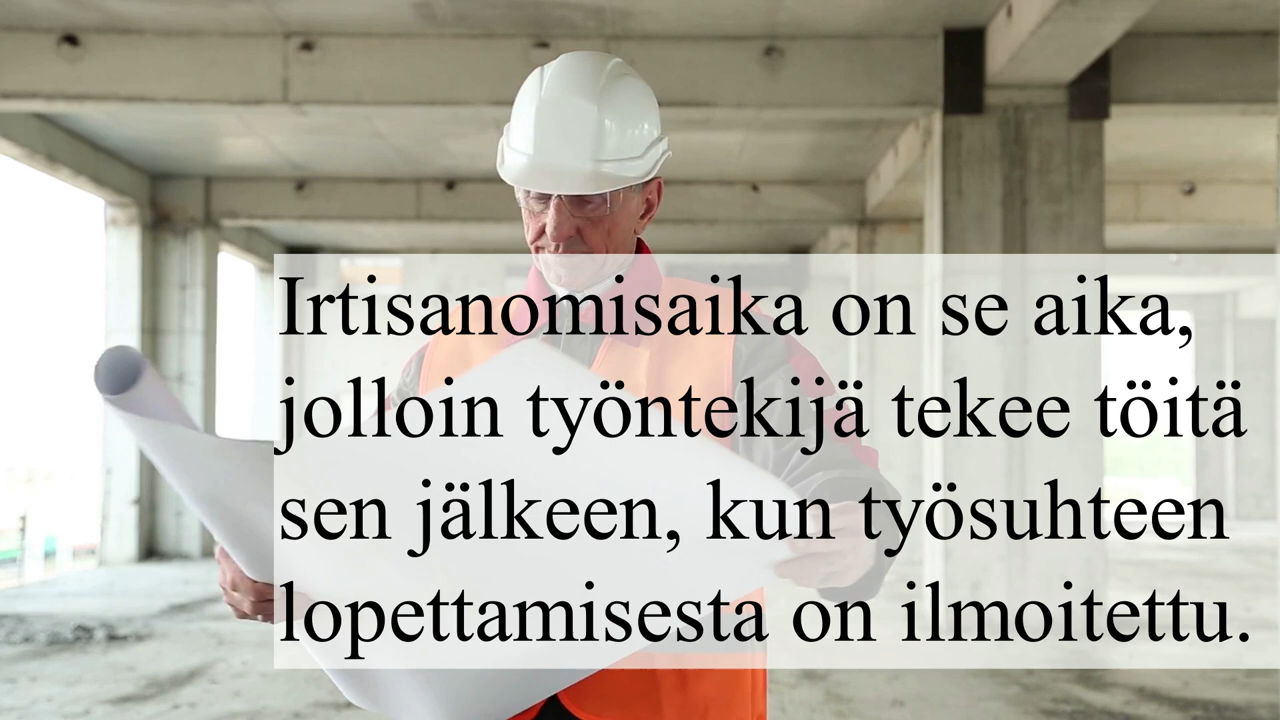 Irtisanomisaika on se aika,
jolloin työntekijä tekee töitä
sen jälkeen, kun työsuhteen
lopettamisesta on ilmoitettu.